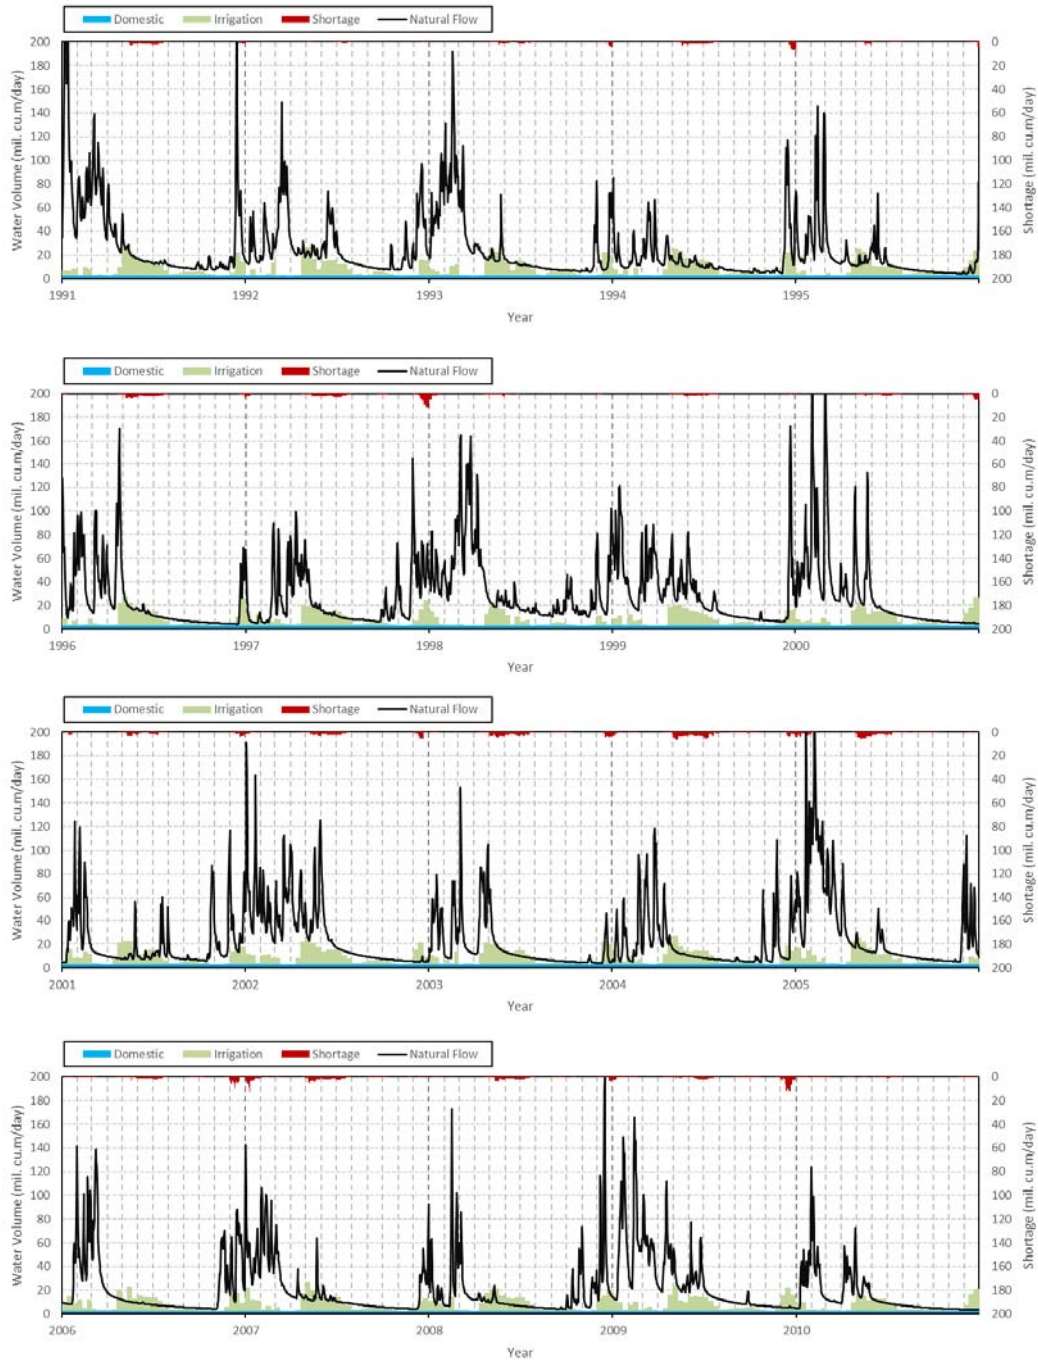 Domestic Irrigation Shortage Natural Flow
200 0
180 20
160 40
140 60
120 80
100 100
80 120
60 140
40 160
20 180
0 200
Water Volume (mil. cu.m/day)
Shortage (mil. cu.m/day)
1991 1992 1993 1994 1995
Year
Domestic Irrigation Shortage Natural Flow
200 0
180 20
160 40
140 60
120 80
100 100
80 120
60 140
40 160
20 180
0 200
Water Volume (mil. cu.m/day)
Shortage (mil. cu.m/day)
1996 1997 1998 1999 2000
Year
Domestic Irrigation Shortage Natural Flow
200 0
180 20
160 40
140 60
120 80
100 100
80 120
60 140
40 160
20 180
0 200
Water Volume (mil. cu.m/day)
Shortage (mil. cu.m/day)
2001 2002 2003 2004 2005
Year
Domestic Irrigation Shortage Natural Flow
200 0
180 20
160 40
140 60
120 80
100 100
80 120
60 140
40 160
20 180
0 200
Water Volume (mil. cu.m/day)
Shortage (mil. cu.m/day)
2006 2007 2008 2009 2010
Year